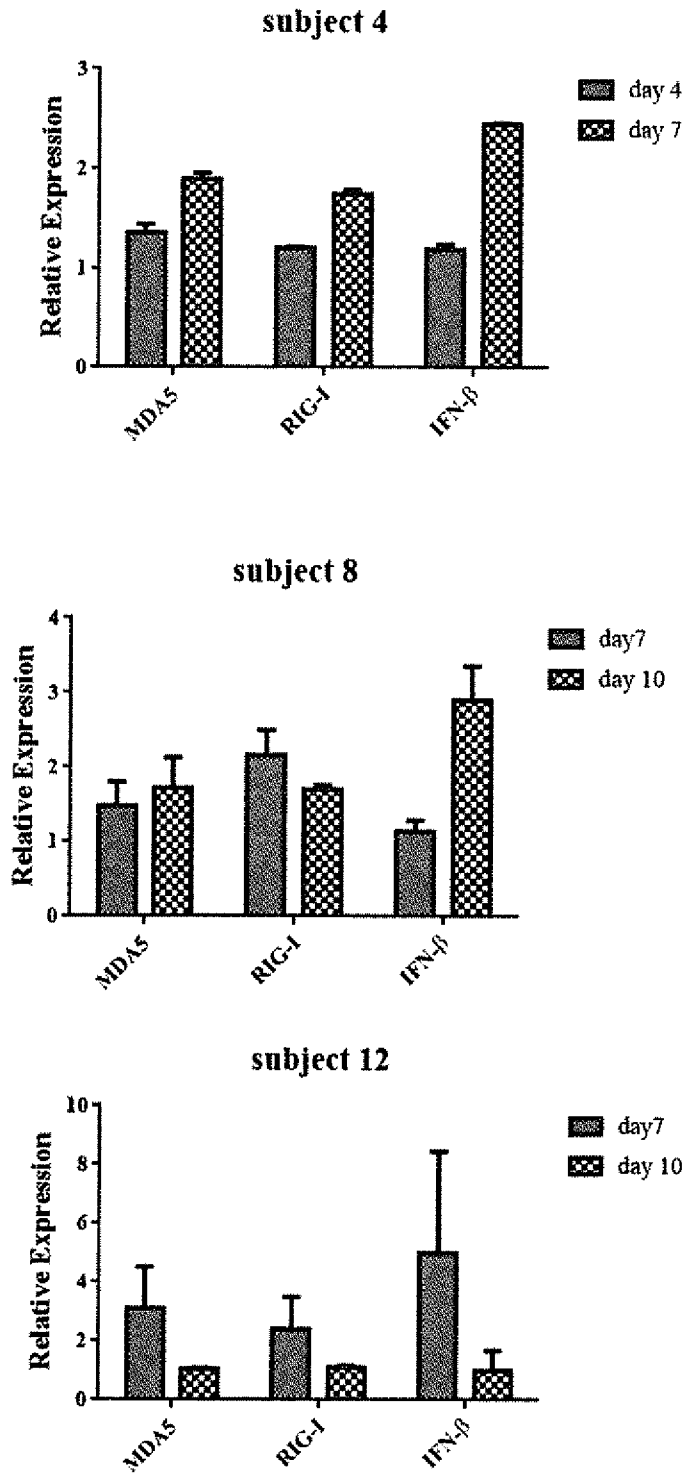 subject 4
3
2
1
0
Relative Expression
MDA5
RIG-I
IFN-β
day 4
day 7
subject 8
4
3
2
1
0
Relative Expression
MDA5
RIG-I
IFN-β
day7
day 10
subject 12
10
8
6
4
2
0
Relative Expression
MDA5
RIG-I
IFN-β
day7
day 10